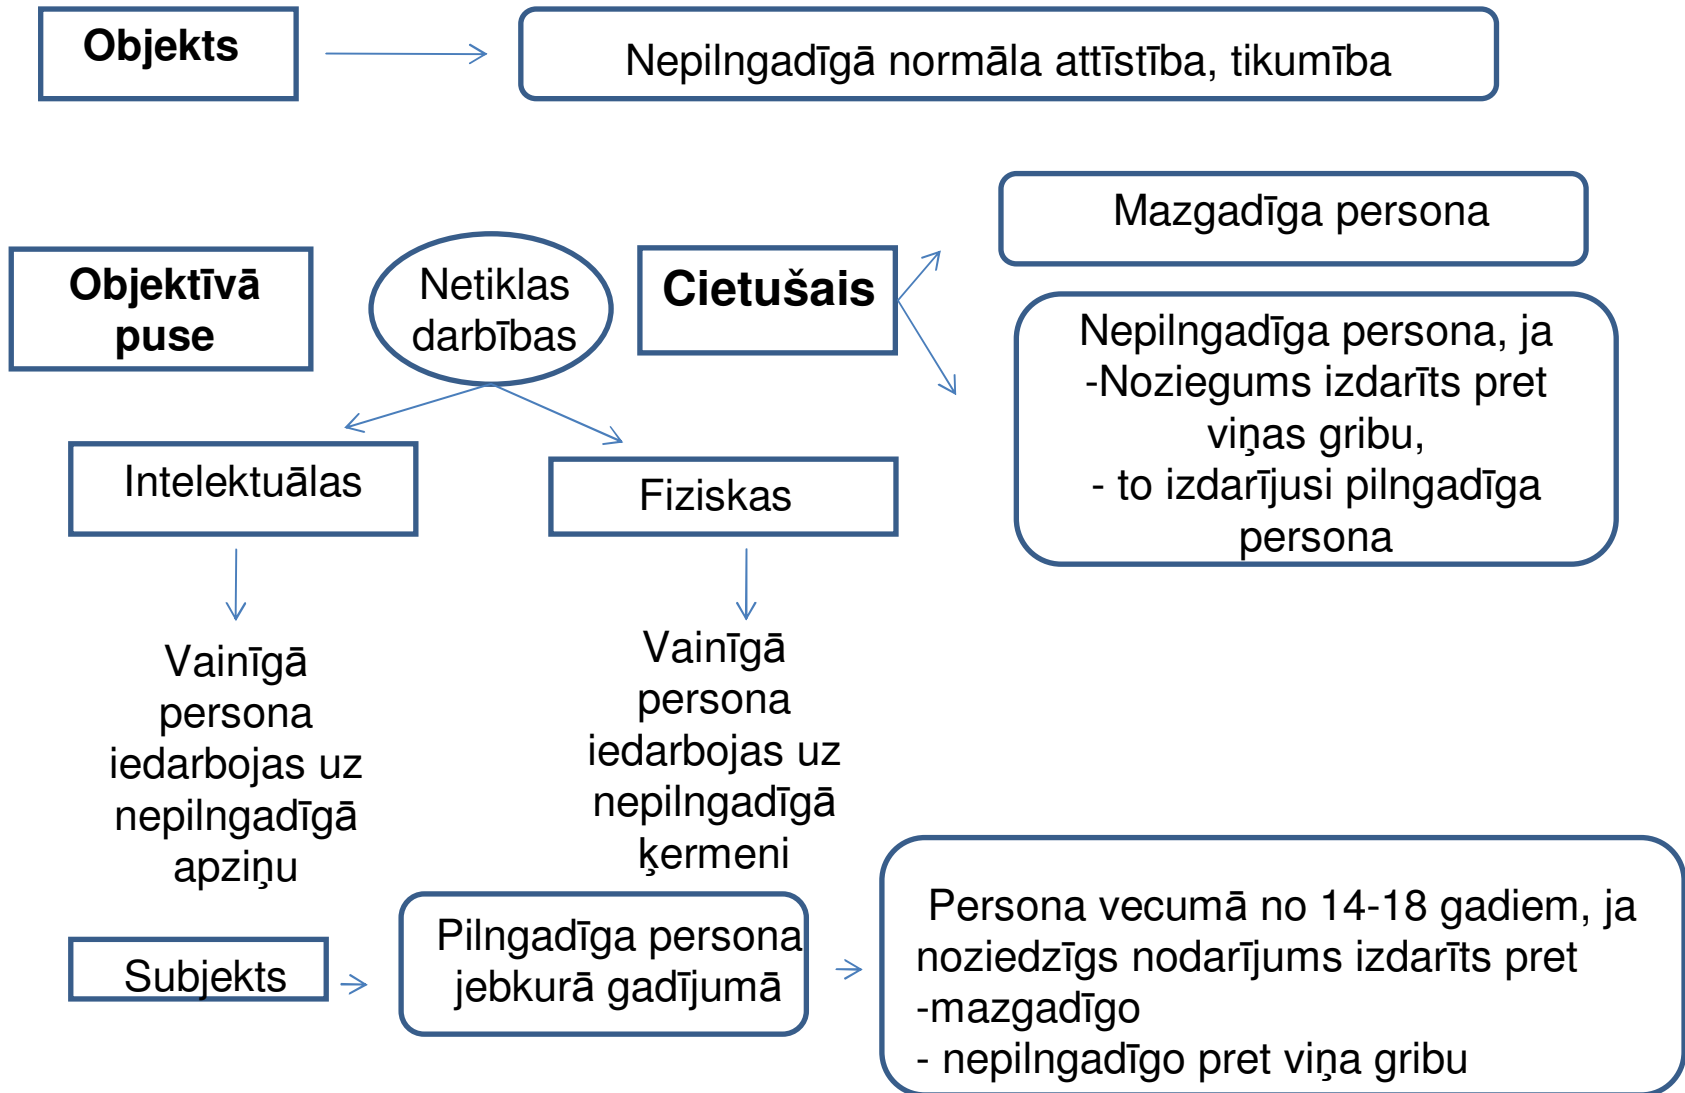 Objekts
Nepilngadīgā normāla attīstība, tikumība
Mazgadīga persona
Objektīvā
puse
Netiklas
darbības
Cietušais
Nepilngadīga persona, ja
-Noziegums izdarīts pret
viņas gribu,
- to izdarījusi pilngadīga
persona
Intelektuālas
Fiziskas
Vainīgā
persona
iedarbojas uz
nepilngadīgā
apziņu
Vainīgā
persona
iedarbojas uz
nepilngadīgā
ķermeni
Subjekts
Pilngadīga persona
jebkurā gadījumā
Persona vecumā no 14-18 gadiem, ja
noziedzīgs nodarījums izdarīts pret
-mazgadīgo
- nepilngadīgo pret viņa gribu